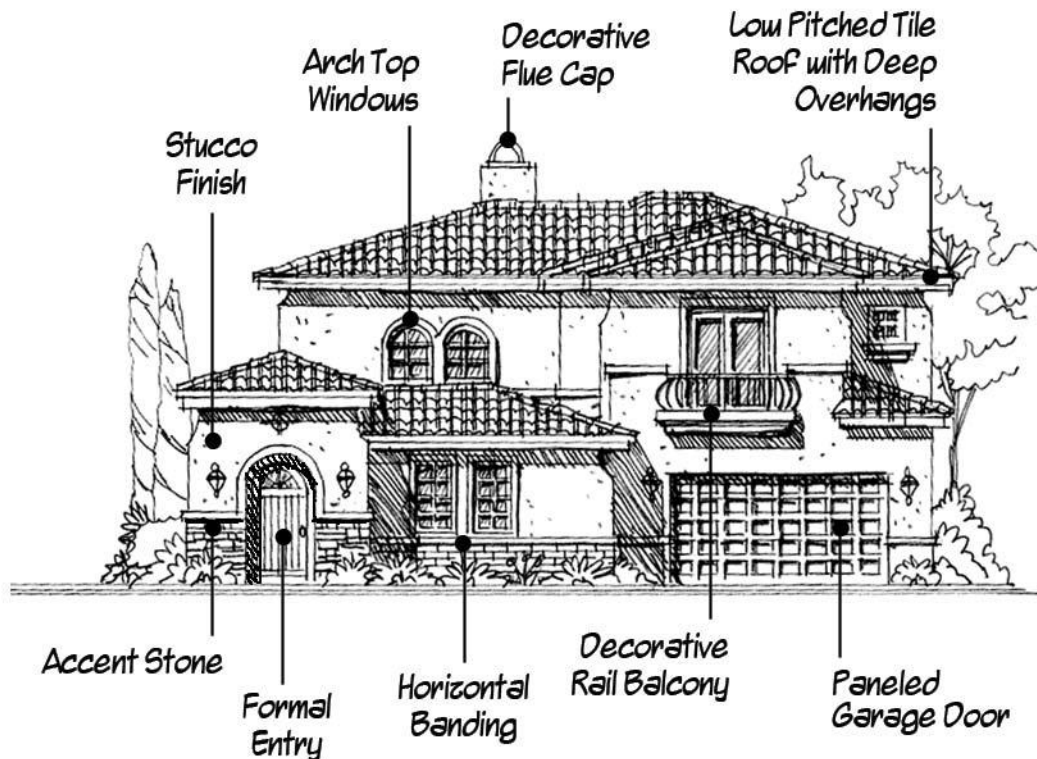 Decorative
Flue Cap
Low Pitched Tile
Roof with Deep
Overhangs
Arch Top
Windows
Stucco
Finish
Accent Stone
Formal
Entry
Horizontal
Banding
Decorative
Rail Balcony
Paneled
Garage Door